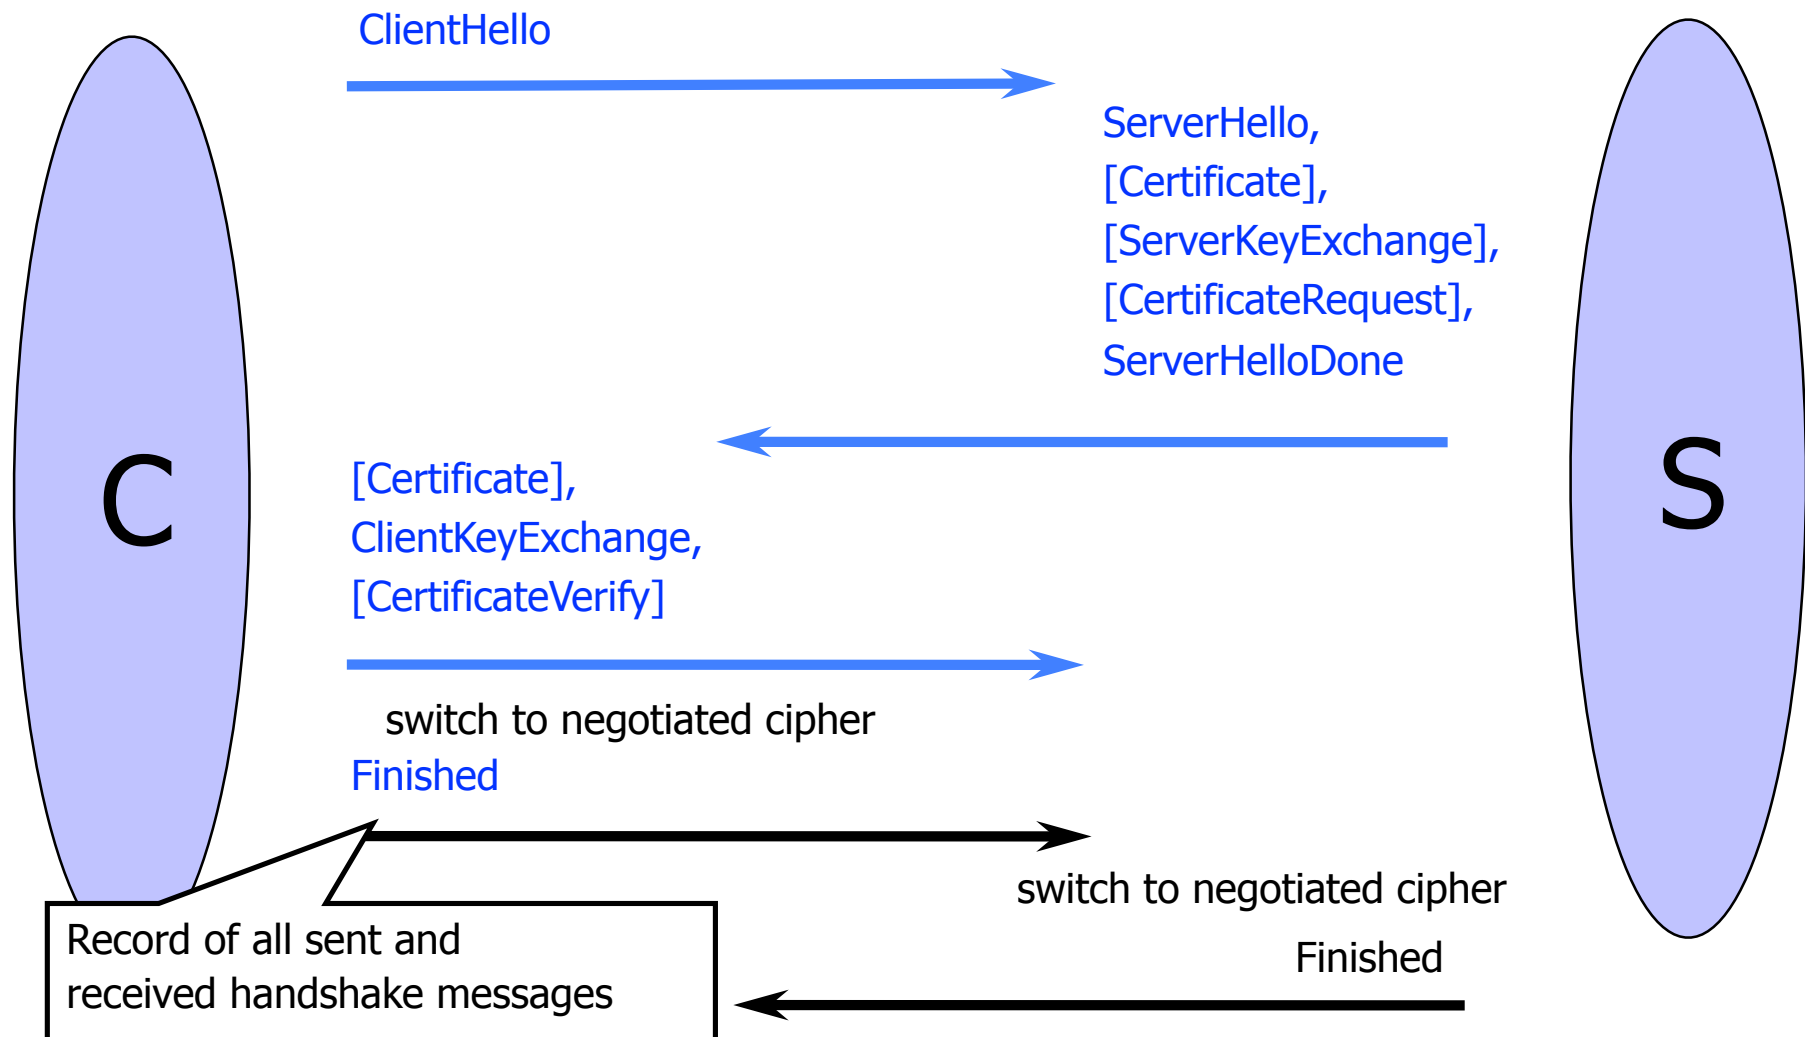 ClientHello
ServerHello,
[Certificate],
[ServerKeyExchange],
[CertificateRequest],
ServerHelloDone
C
S
[Certificate],
ClientKeyExchange,
[CertificateVerify]
switch to negotiated cipher
Finished
switch to negotiated cipher
Finished
Record of all sent and
received handshake messages